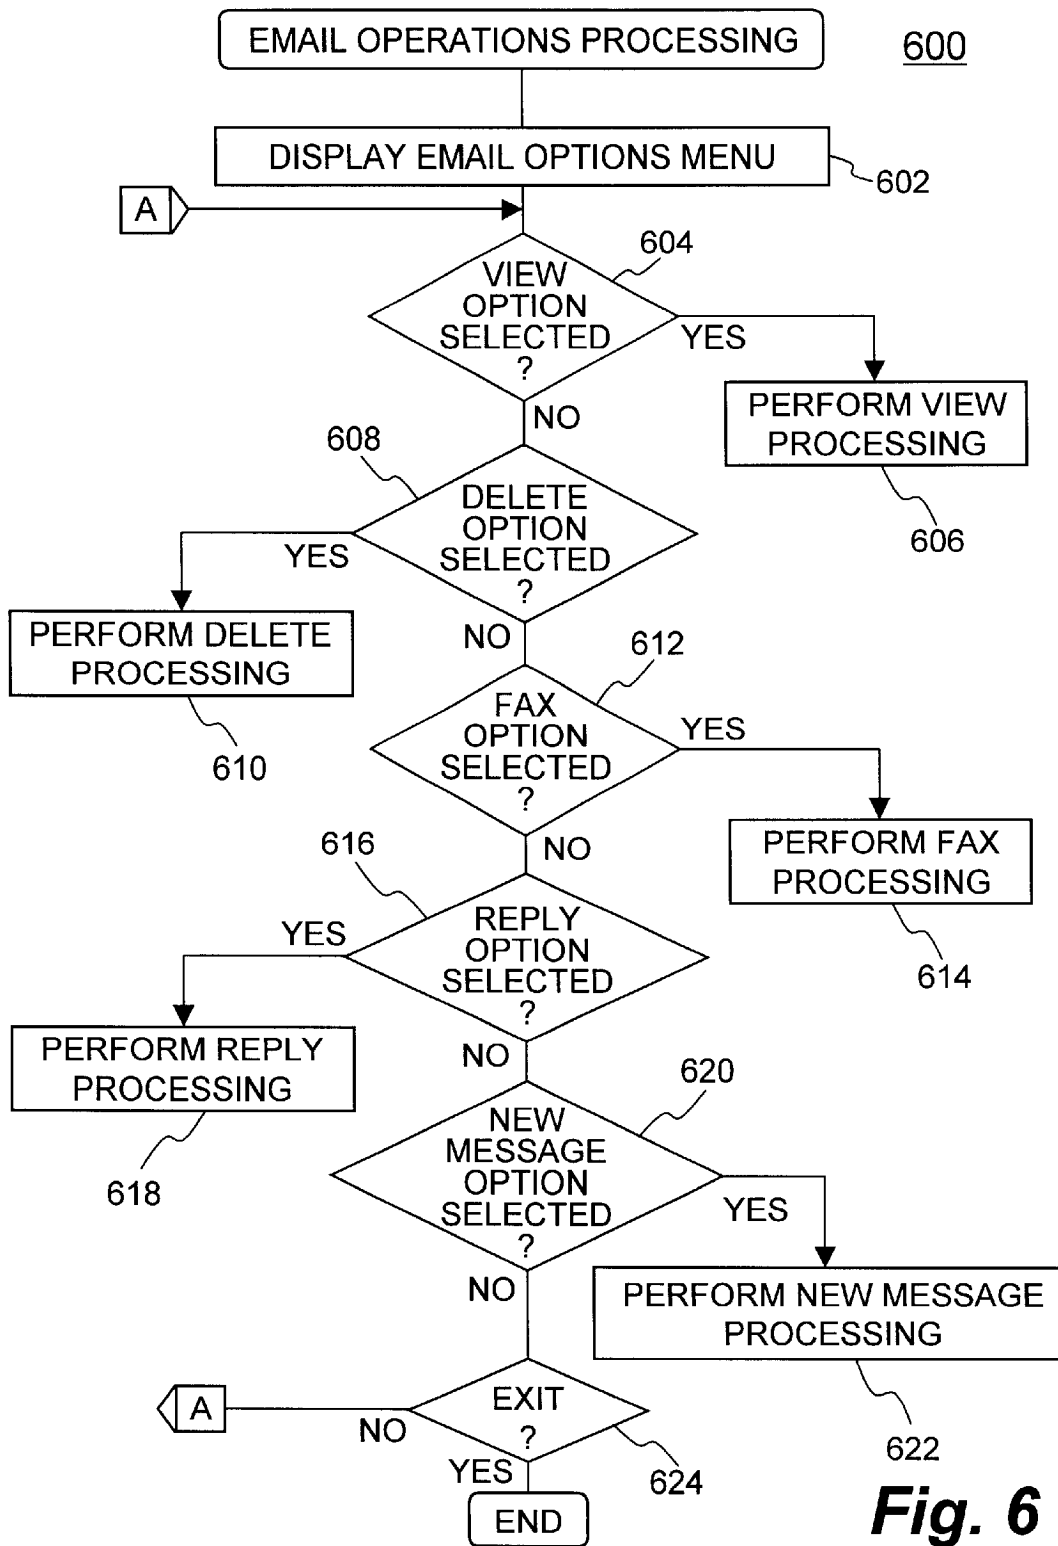 EMAIL OPERATIONS PROCESSING
600
DISPLAY EMAIL OPTIONS MENU
602
A
604
VIEW
OPTION
SELECTED
?
YES
NO
PERFORM VIEW
PROCESSING
606
608
DELETE
OPTION
SELECTED
?
YES
NO
PERFORM DELETE
PROCESSING
610
612
FAX
OPTION
SELECTED
?
YES
NO
PERFORM FAX
PROCESSING
614
616
REPLY
OPTION
SELECTED
?
YES
NO
PERFORM REPLY
PROCESSING
618
620
NEW
MESSAGE
OPTION
SELECTED
?
YES
NO
PERFORM NEW MESSAGE
PROCESSING
622
EXIT
?
A
NO
YES
624
END
Fig. 6